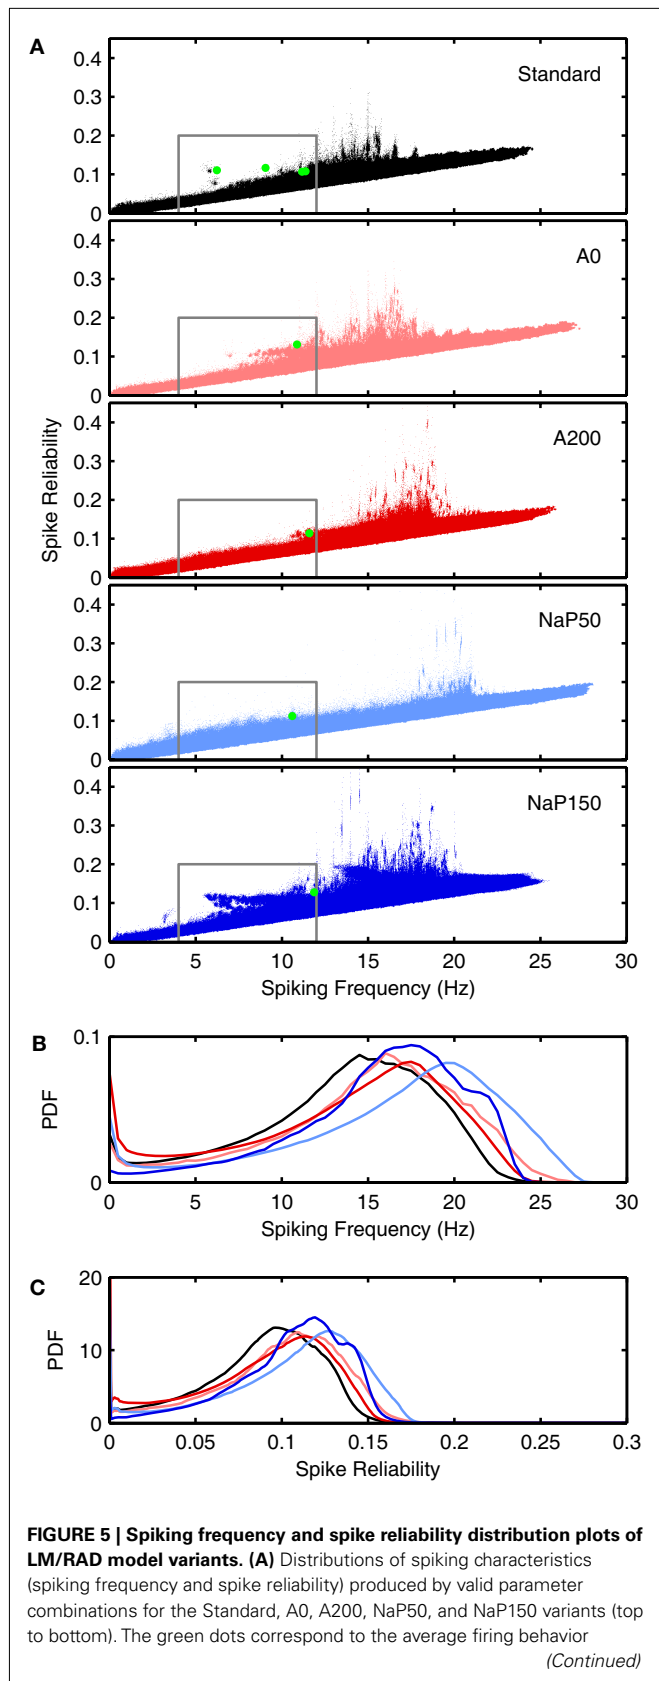 A
0.4
Standard
0.3
0.2
0.1
0
0.4
A0
0.3
0.2
0.1
0
Spike Reliability
0.4
A200
0.3
0.2
0.1
0
0.4
NaP50
0.3
0.2
0.1
0
0.4
NaP150
0.3
0.2
0.1
0
0 5 10 15 20 25 30
Spiking Frequency (Hz)
B
0.1
PDF
0
0 5 10 15 20 25 30
Spiking Frequency (Hz)
C
20
PDF
10
0
0 0.05 0.1 0.15 0.2 0.25 0.3
Spike Reliability
FIGURE 5 | Spiking frequency and spike reliability distribution plots of
LM/RAD model variants. (A) Distributions of spiking characteristics
(spiking frequency and spike reliability) produced by valid parameter
combinations for the Standard, A0, A200, NaP50, and NaP150 variants (top
to bottom). The green dots correspond to the average firing behavior
(Continued)